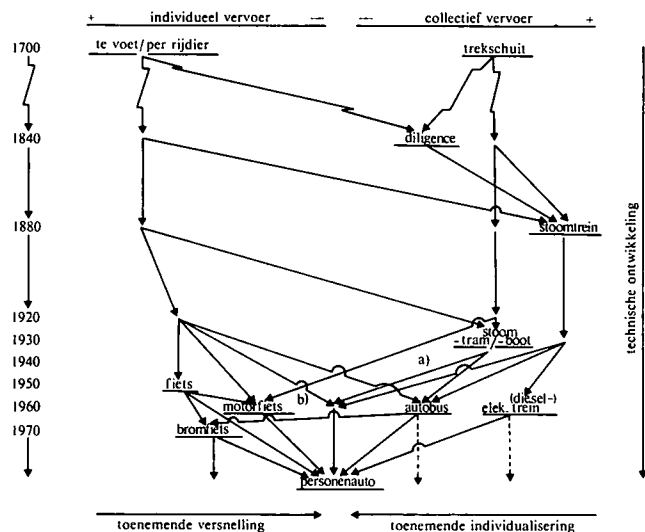 + individueel vervoer — — collectief vervoer +
1700 te voet/per rijdier trekschuit
1840 diligence
1880 stoomtrein
1920
stoom
1930 -tram/-boot
1940 a)
1950 fiets (diesel-)
1960 motorfiets b) autobus elek. trein
1970 bromfiets
personenauto
technische ontwikkeling
toenemende versnelling toenemende individualisering